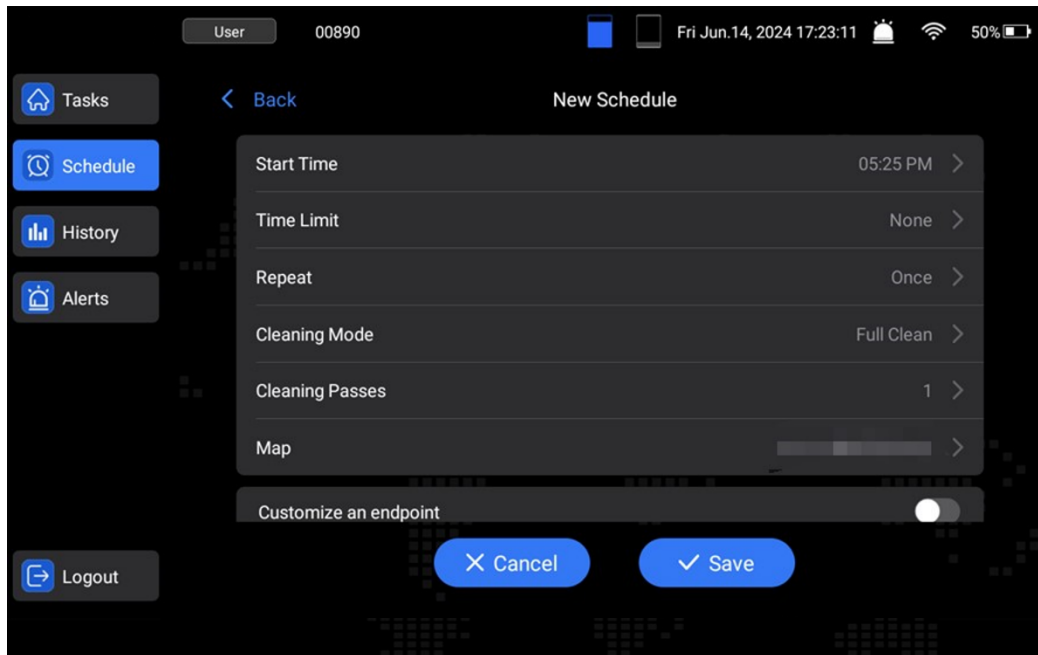 User 00890 Fri Jun.14, 2024 17:23:11 50%
Tasks
Schedule
History
Alerts
Logout
Back New Schedule
Start Time 05:25 PM
Time Limit None
Repeat Once
Cleaning Mode Full Clean
Cleaning Passes 1
Map
Customize an endpoint
Cancel Save